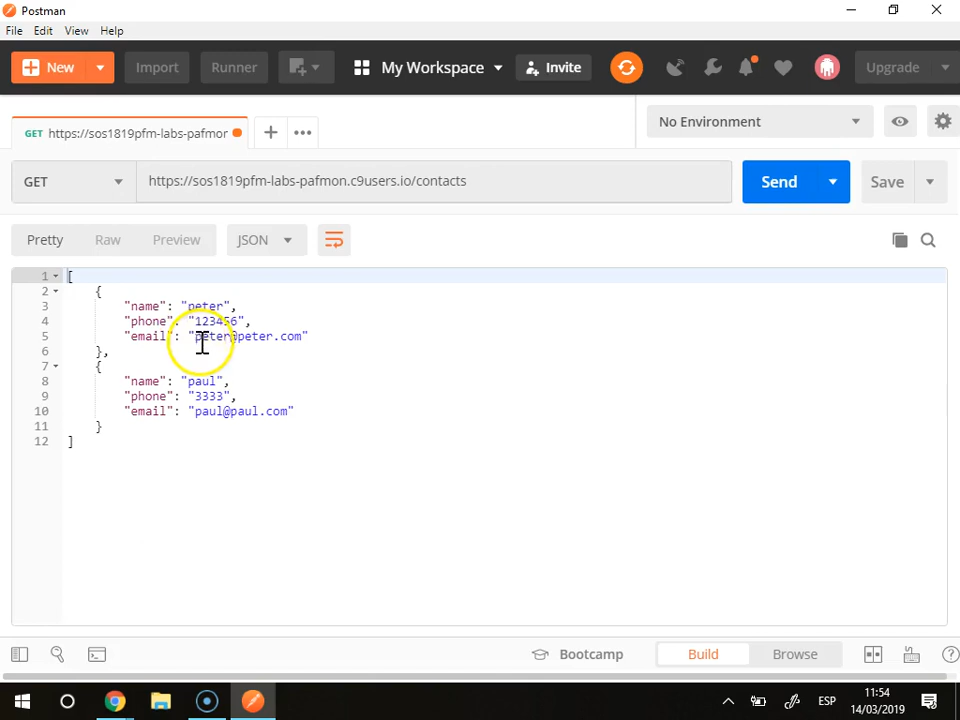 Postman
File Edit View Help
New Import Runner My Workspace Invite Upgrade
GET https://sos1819pfm-labs-pafmor
No Environment
GET https://sos1819pfm-labs-pafmon.c9users.io/contacts Send Save
Pretty Raw Preview JSON
1 [
2 {
3 "name": "peter",
4 "phone": "123456",
5 "email": "peter@peter.com"
6 },
7 {
8 "name": "paul",
9 "phone": "3333",
10 "email": "paul@paul.com"
11 }
12 ]
Bootcamp Build Browse
ESP
11:54
14/03/2019